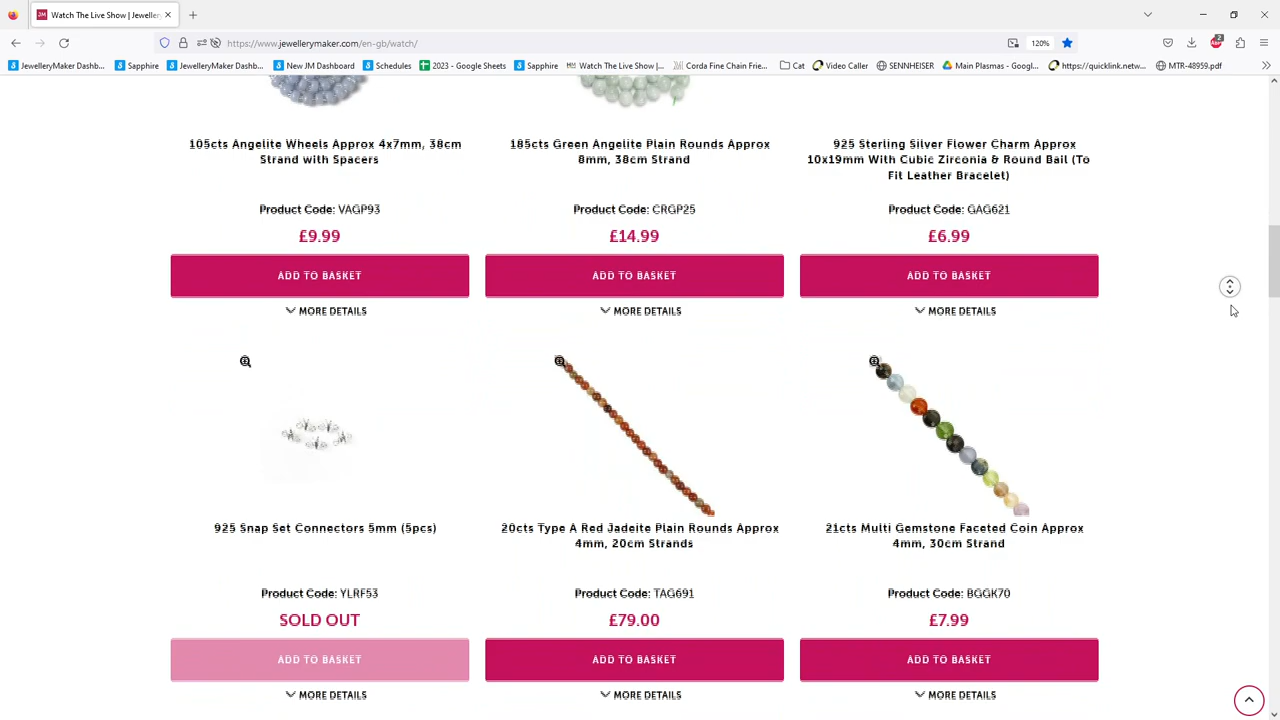 JM
Watch The Live Show | Jeweller
https://www.jewellerymaker.com/en-gb/watch/
120%
2
JewelleryMaker Dashb...
Sapphire
JewelleryMaker Dashb...
New JM Dashboard
Schedules
2023 - Google Sheets
Sapphire
Watch The Live Show |...
Corda Fine Chain Frie...
Cat
Video Caller
SENNHEISER
Main Plasmas - Googl...
https://quicklink.netw...
MTR-48959.pdf
105cts Angelite Wheels Approx 4x7mm, 38cm
Strand with Spacers
Product Code: VAGP93
£9.99
ADD TO BASKET
MORE DETAILS
185cts Green Angelite Plain Rounds Approx
8mm, 38cm Strand
Product Code: CRGP25
£14.99
ADD TO BASKET
MORE DETAILS
925 Sterling Silver Flower Charm Approx
10x19mm With Cubic Zirconia & Round Bail (To
Fit Leather Bracelet)
Product Code: GAG621
£6.99
ADD TO BASKET
MORE DETAILS
925 Snap Set Connectors 5mm (5pcs)
Product Code: YLRF53
SOLD OUT
ADD TO BASKET
MORE DETAILS
20cts Type A Red Jadeite Plain Rounds Approx
4mm, 20cm Strands
Product Code: TAG691
£79.00
ADD TO BASKET
MORE DETAILS
21cts Multi Gemstone Faceted Coin Approx
4mm, 30cm Strand
Product Code: BGGK70
£7.99
ADD TO BASKET
MORE DETAILS